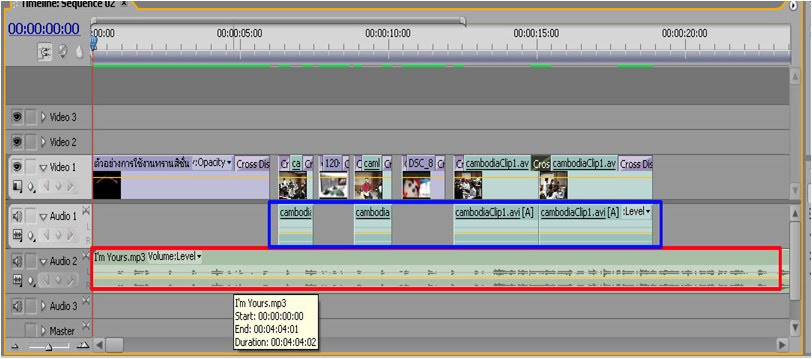 Timeline: Sequence 02 ×
00:00:00:00
:00:00 00:00:05:00 00:00:10:00 00:00:15:00 00:00:20:00
Video 3
Video 2
Video 1
ตัวอย่างการใช้งานทรานสิชั่น r:Opacity Cross Dis Cr ca Cr 120 C caml Cr DSC_8 Cr cambodiaClip1.av Cros cambodiaClip1.av Cross Dis
Audio 1
L
R
cambodia cambodia cambodiaClip1.avi [A] cambodiaClip1.avi [A] :Level
Audio 2
L
R
I'm Yours.mp3 Volume:Level
I'm Yours.mp3
Start: 00:00:00:00
End: 00:04:04:01
Duration: 00:04:04:02
Audio 3
Master